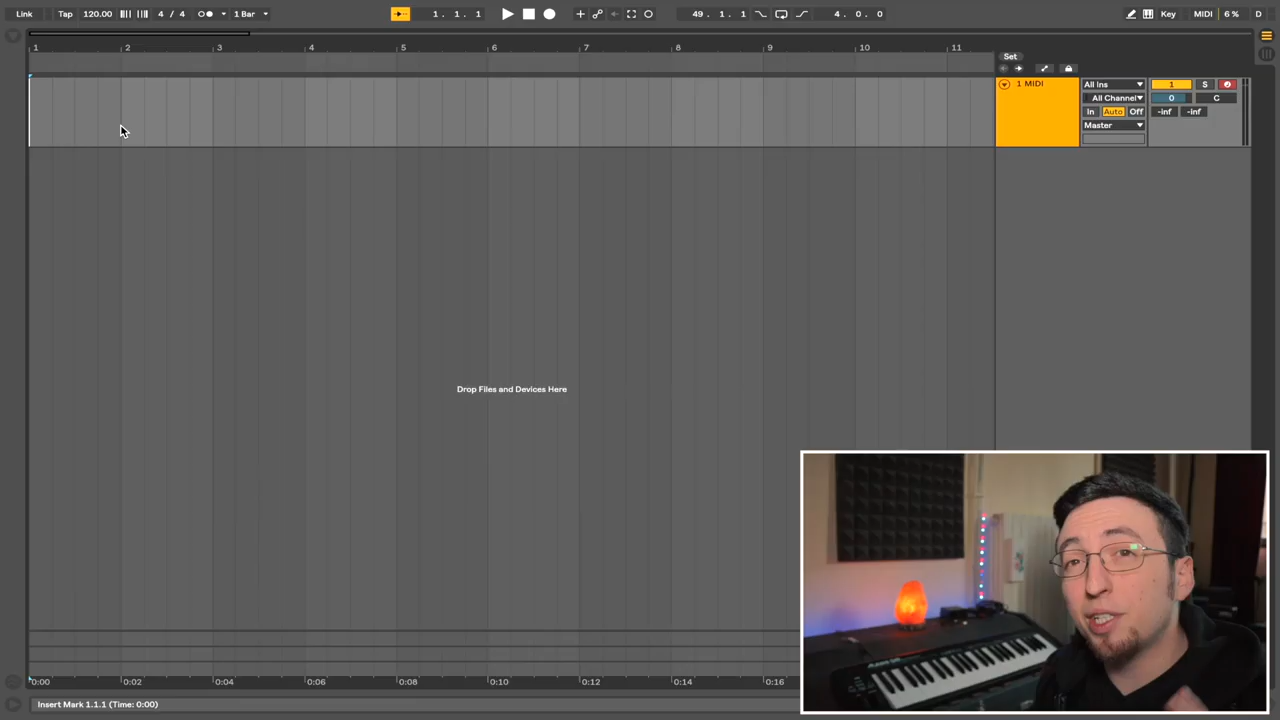 Link Tap 120.00 4 / 4 1 Bar 1. 1. 1 49. 1. 1 4. 0. 0 Key MIDI 6 % D
1 2 3 4 5 6 7 8 9 10 11
Set
1 MIDI All Ins 1 S
All Channel 0 C
In Auto Off -inf -inf
Master
Drop Files and Devices Here
0:00 0:02 0:04 0:06 0:08 0:10 0:12 0:14 0:16
Insert Mark 1.1.1 (Time: 0:00)